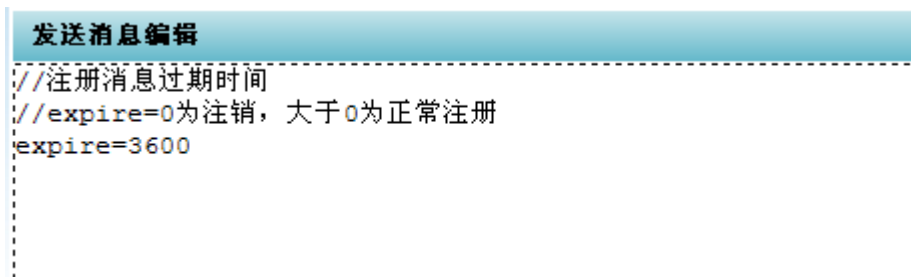 发送消息编辑
//注册消息过期时间
//expire=0为注销，大于0为正常注册
expire=3600